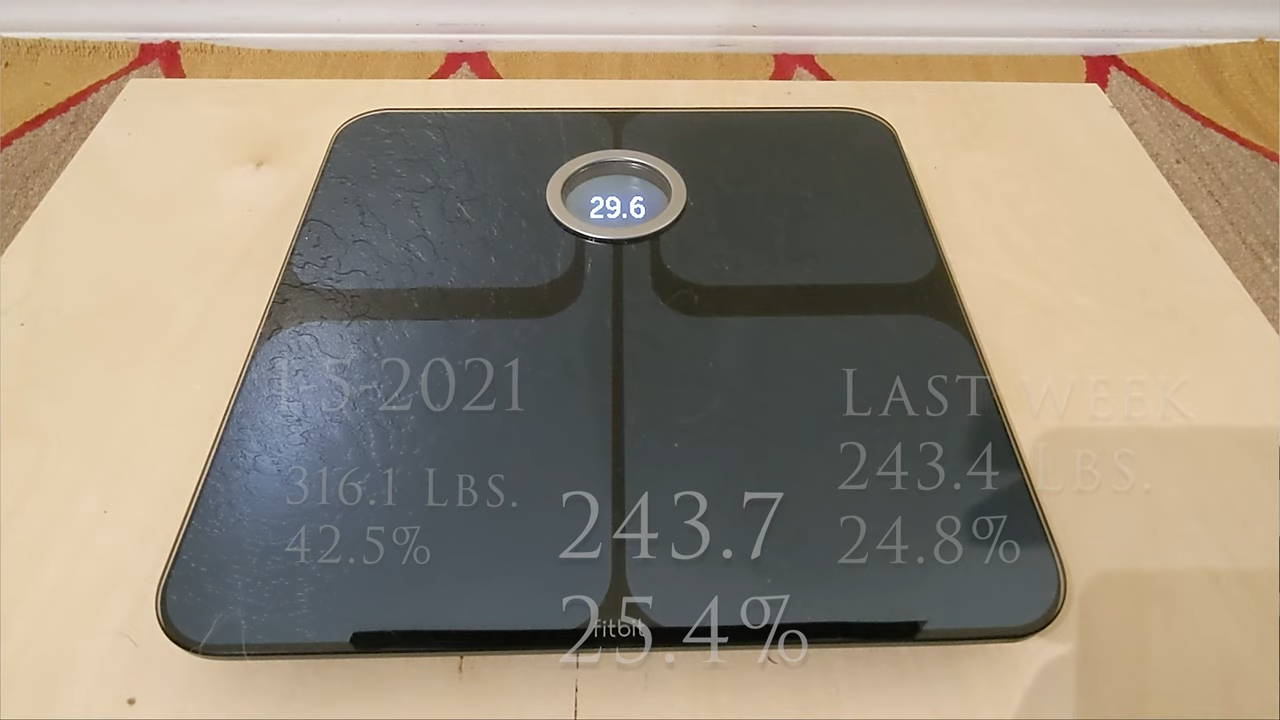 29.6
1-5-2021
316.1 Lbs.
42.5%
Last week
243.4 Lbs.
24.8%
243.7
25.4%
fitbit